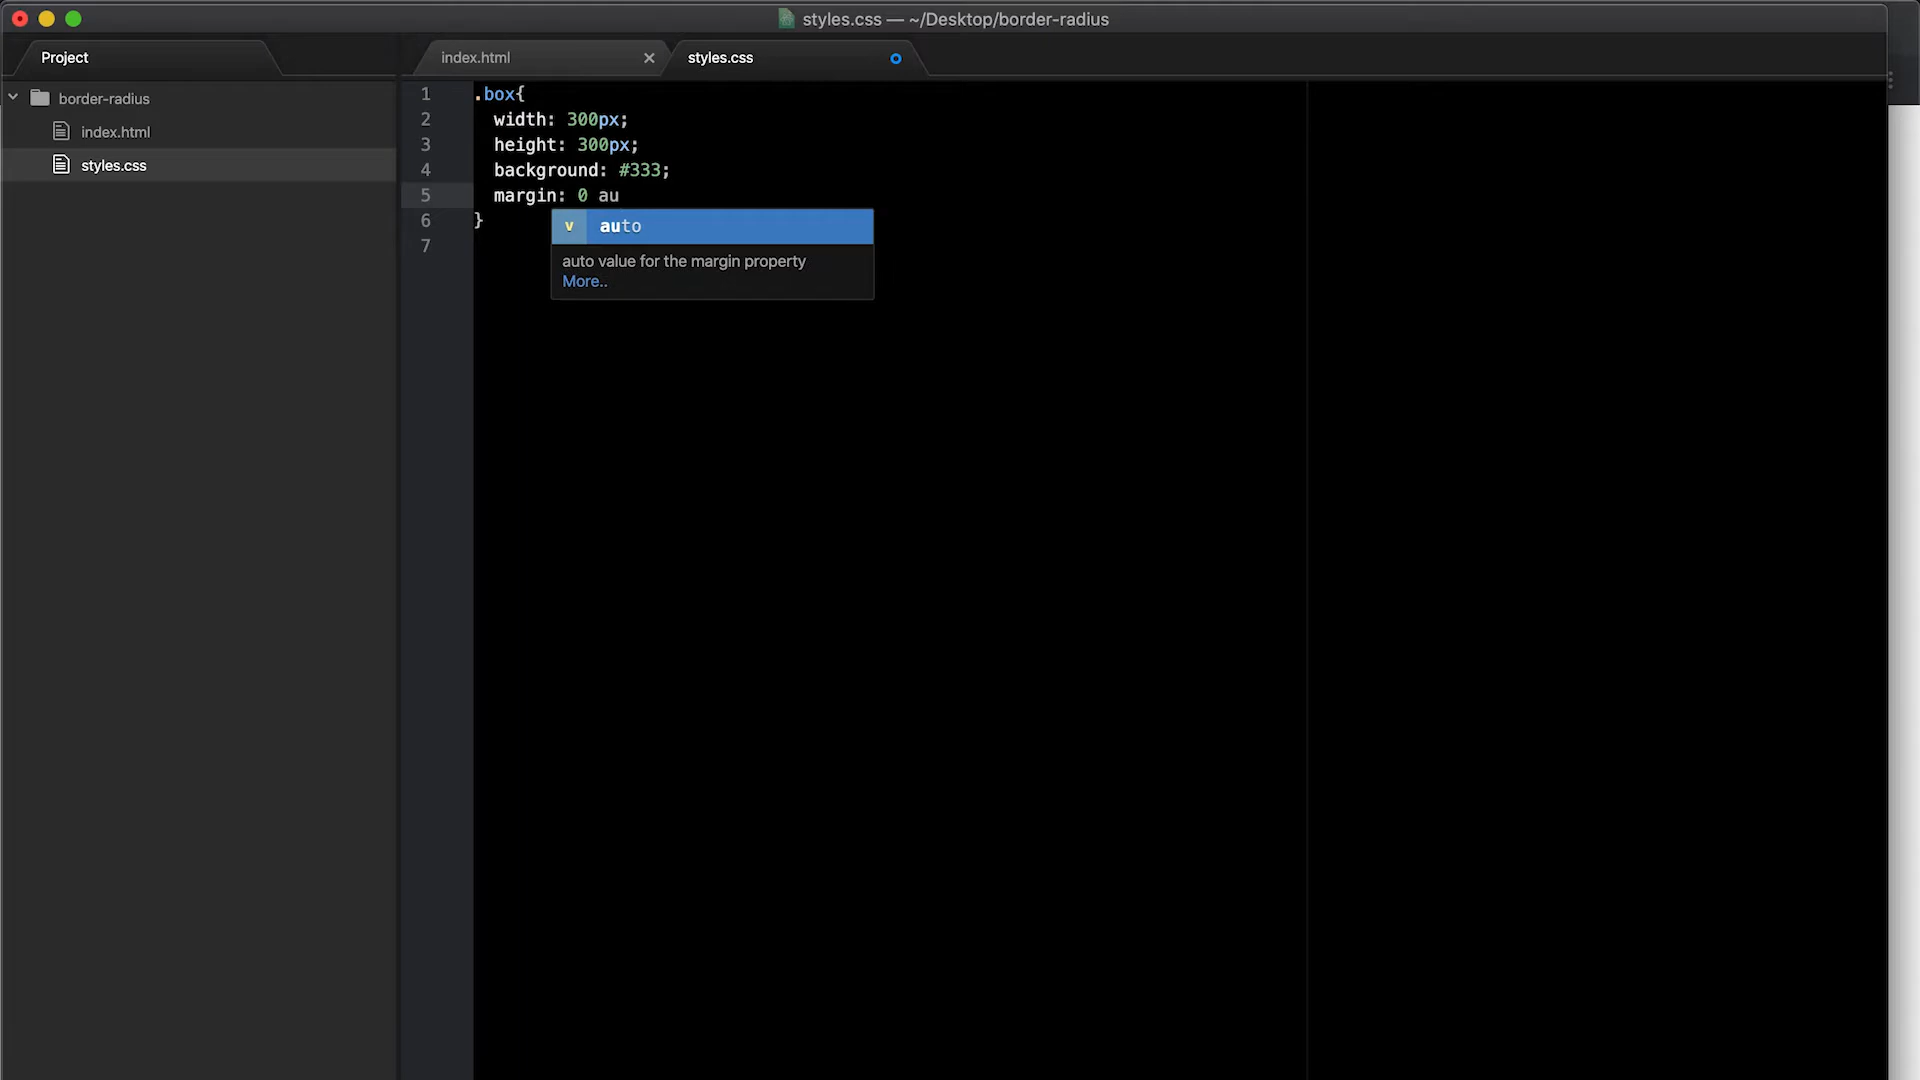 styles.css — ~/Desktop/border-radius
Project
index.html
styles.css
border-radius
index.html
styles.css
1 .box{
2 width: 300px;
3 height: 300px;
4 background: #333;
5 margin: 0 au
6 }
7
v auto
auto value for the margin property
More..